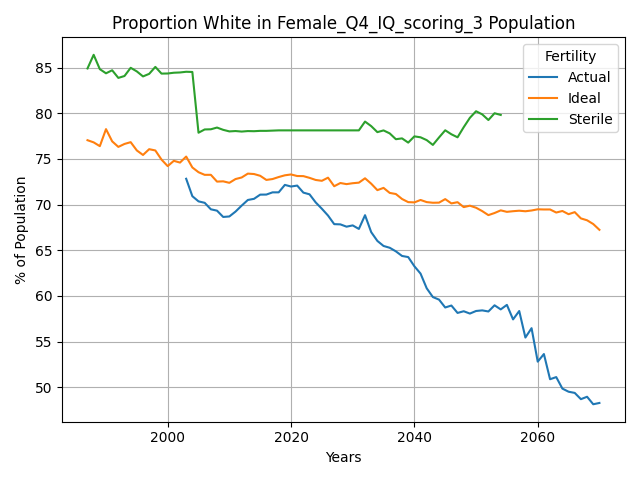 Proportion White in Female_Q4_IQ_scoring_3 Population
Fertility
Actual
Ideal
Sterile
% of Population
85
80
75
70
65
60
55
50
2000
2020
2040
2060
Years